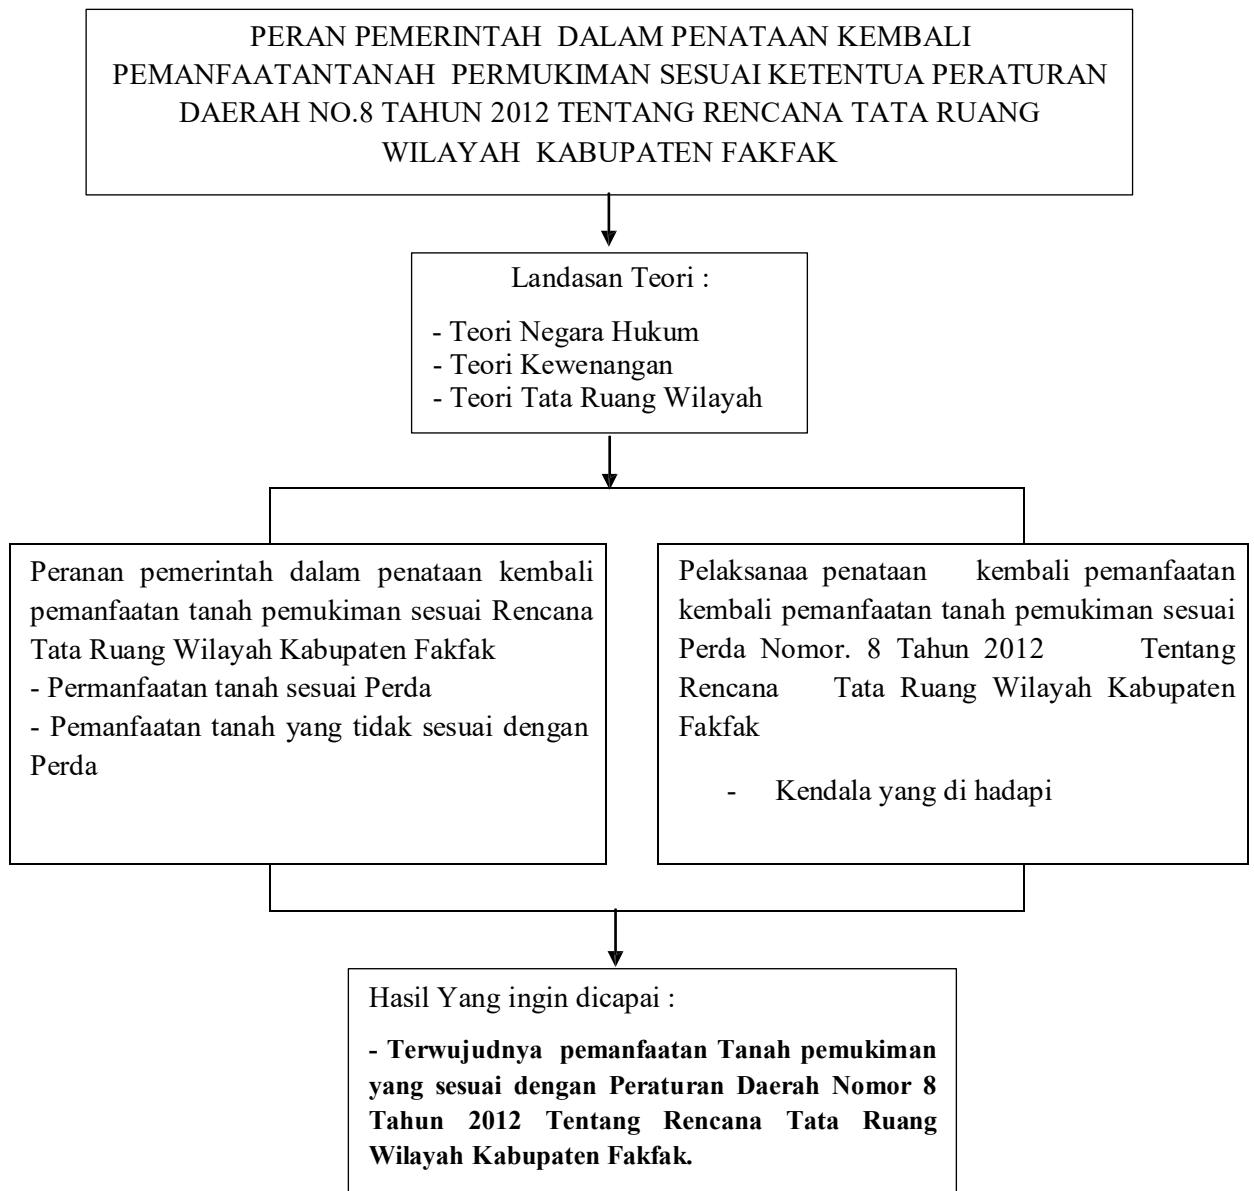 PERAN PEMERINTAH DALAM PENATAAN KEMBALI
PEMANFAATANTANAH PERMUKIMAN SESUAI KETENTUA PERATURAN
DAERAH NO.8 TAHUN 2012 TENTANG RENCANA TATA RUANG
WILAYAH KABUPATEN FAKFAK
Landasan Teori :
- Teori Negara Hukum
- Teori Kewenangan
- Teori Tata Ruang Wilayah
Peranan pemerintah dalam penataan kembali
pemanfaatan tanah pemukiman sesuai Rencana
Tata Ruang Wilayah Kabupaten Fakfak
- Permanfaatan tanah sesuai Perda
- Pemanfaatan tanah yang tidak sesuai dengan
Perda
Pelaksanaa penataan kembali pemanfaatan
kembali pemanfaatan tanah pemukiman sesuai
Perda Nomor. 8 Tahun 2012 Tentang
Rencana Tata Ruang Wilayah Kabupaten
Fakfak
- Kendala yang di hadapi
Hasil Yang ingin dicapai :
- Terwujudnya pemanfaatan Tanah pemukiman
yang sesuai dengan Peraturan Daerah Nomor 8
Tahun 2012 Tentang Rencana Tata Ruang
Wilayah Kabupaten Fakfak.